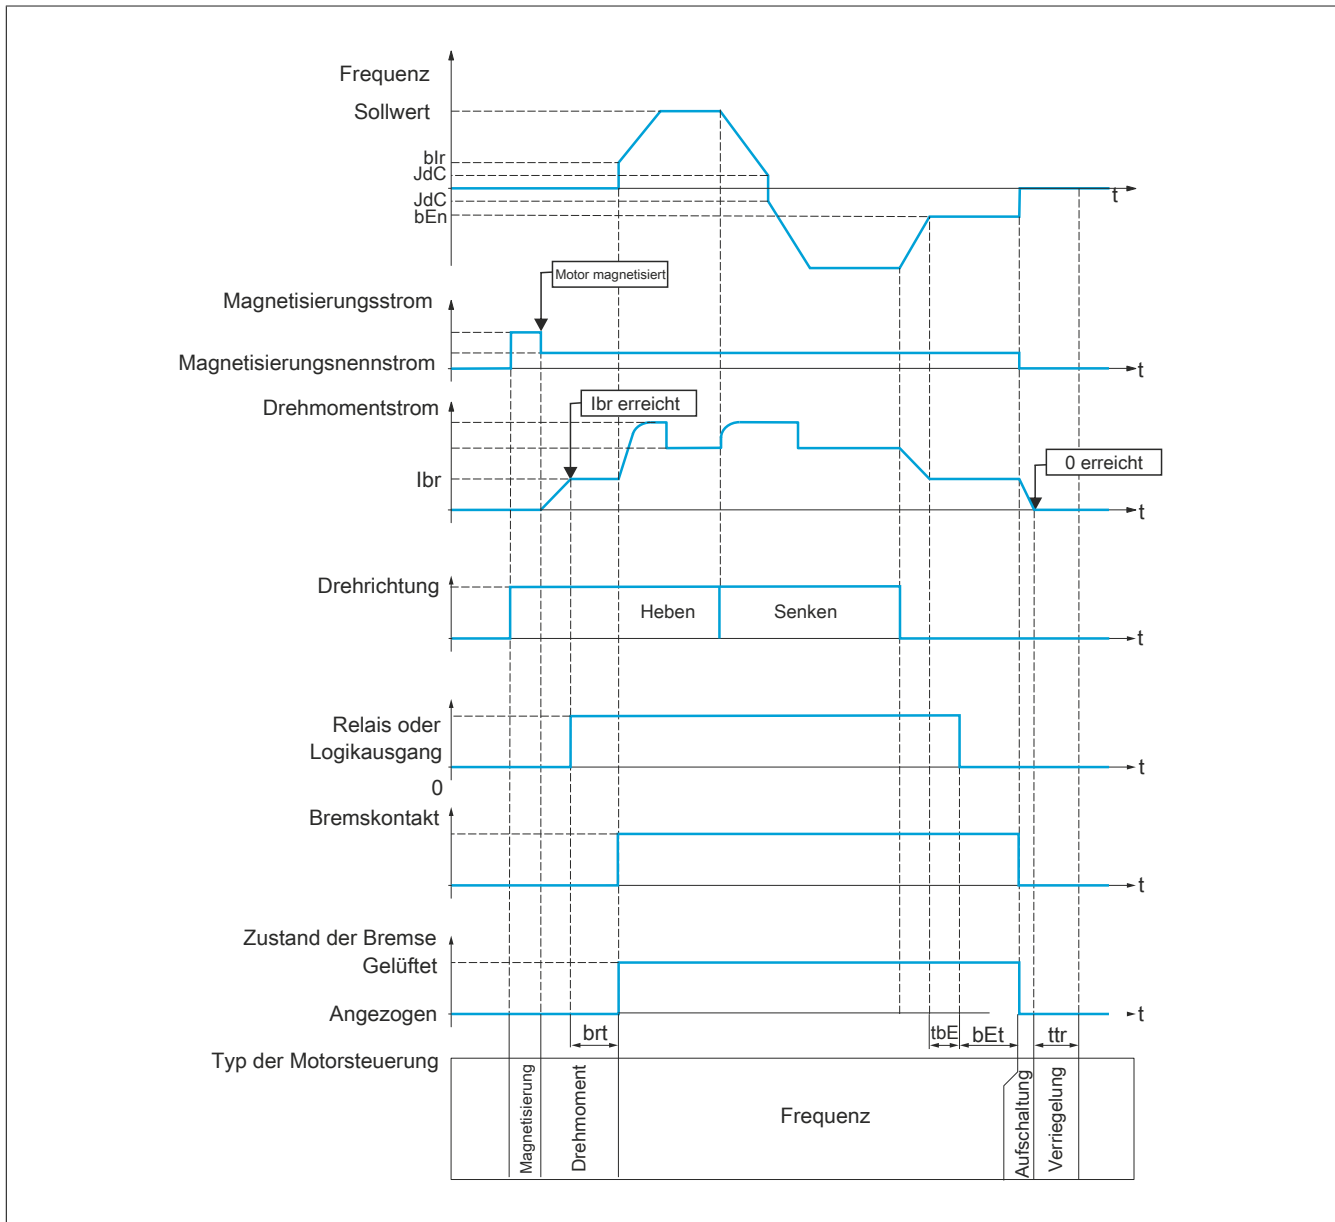 Frequenz
Sollwert
bIr
JdC
JdC
bEn
t
Motor magnetisiert
Magnetisierungsstrom
Magnetisierungsnennstrom
t
Drehmomentstrom
Ibr erreicht
0 erreicht
Ibr
t
Drehrichtung
Heben
Senken
t
Relais oder
Logikausgang
0
t
Bremskontakt
t
Zustand der Bremse
Gelüftet
Angezogen
t
brt
tbE
bEt
ttr
Typ der Motorsteuerung
Magnetisierung
Drehmoment
Frequenz
Aufschaltung
Verriegelung